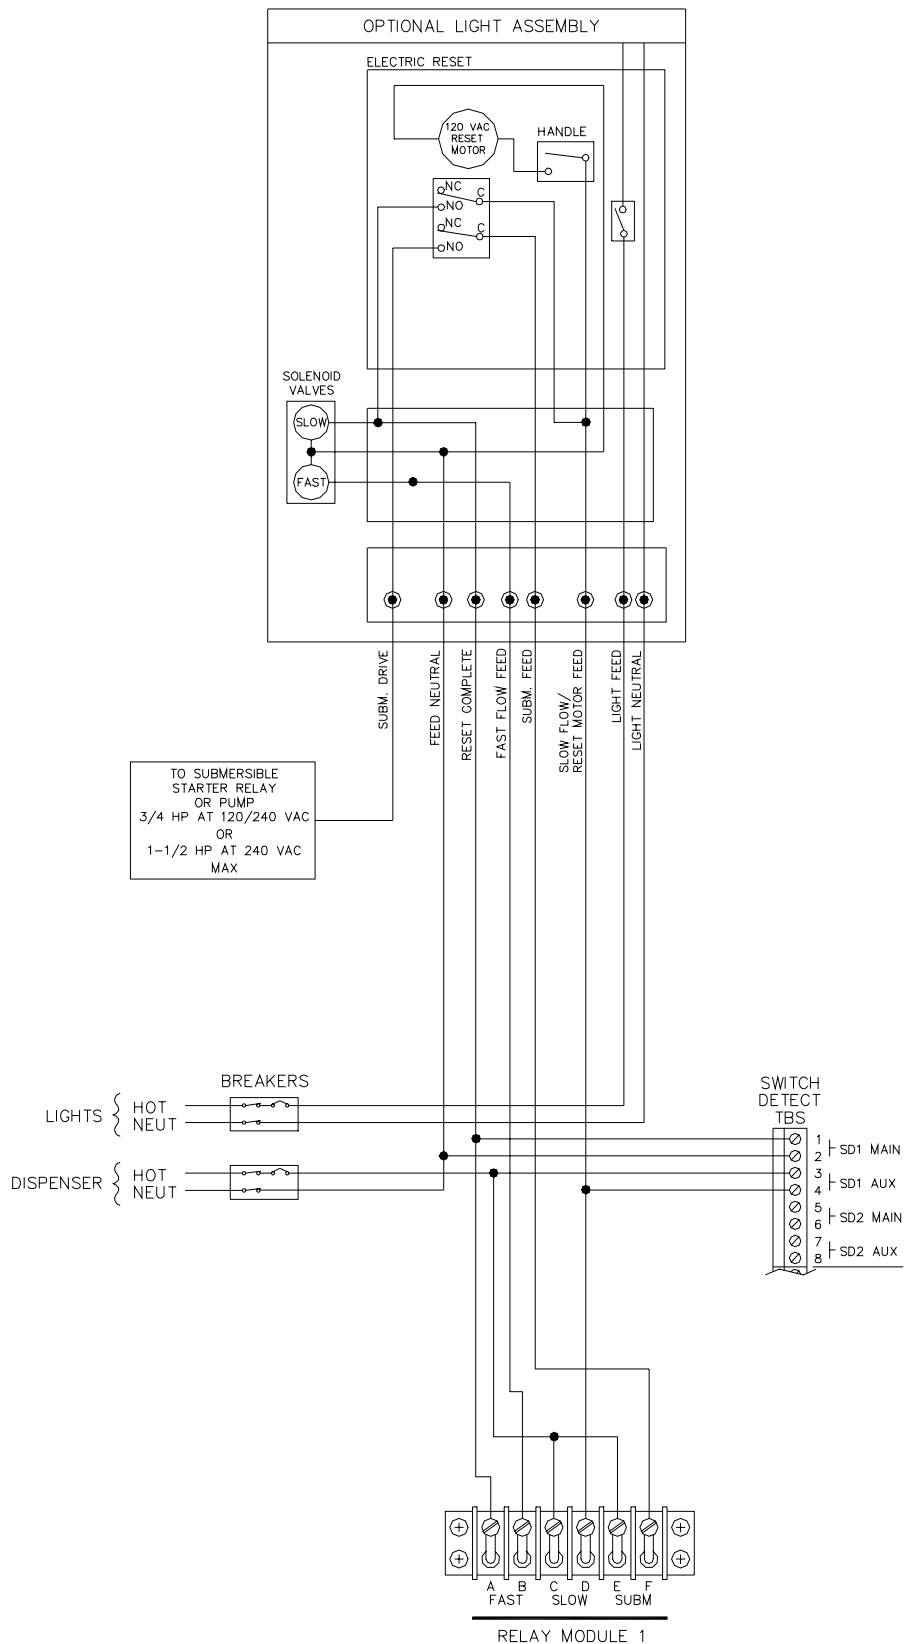 OPTIONAL LIGHT ASSEMBLY
ELECTRIC RESET
120 VAC
RESET
MOTOR
HANDLE
NC
C
NO
NC
C
NO
SOLENOID
VALVES
SLOW
FAST
SUBM. DRIVE
FEED NEUTRAL
RESET COMPLETE
FAST FLOW FEED
SUBM. FEED
SLOW FLOW/
RESET MOTOR FEED
LIGHT FEED
LIGHT NEUTRAL
TO SUBMERSIBLE
STARTER RELAY
OR PUMP
3/4 HP AT 120/240 VAC
OR
1-1/2 HP AT 240 VAC
MAX
BREAKERS
LIGHTS
HOT
NEUT
DISPENSER
HOT
NEUT
SWITCH
DETECT
TBS
1
2
SD1 MAIN
3
4
SD1 AUX
5
6
SD2 MAIN
7
8
SD2 AUX
A B C D E F
FAST SLOW SUBM
RELAY MODULE 1